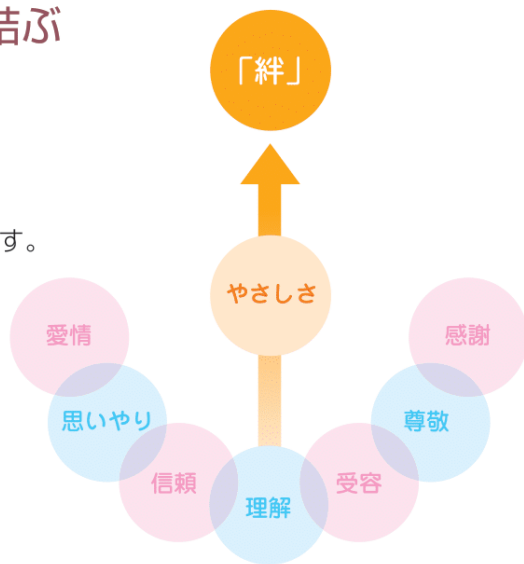 結ぶ
「絆」
す。
やさしさ
愛情
感謝
思いやり
尊敬
信頼
受容
理解